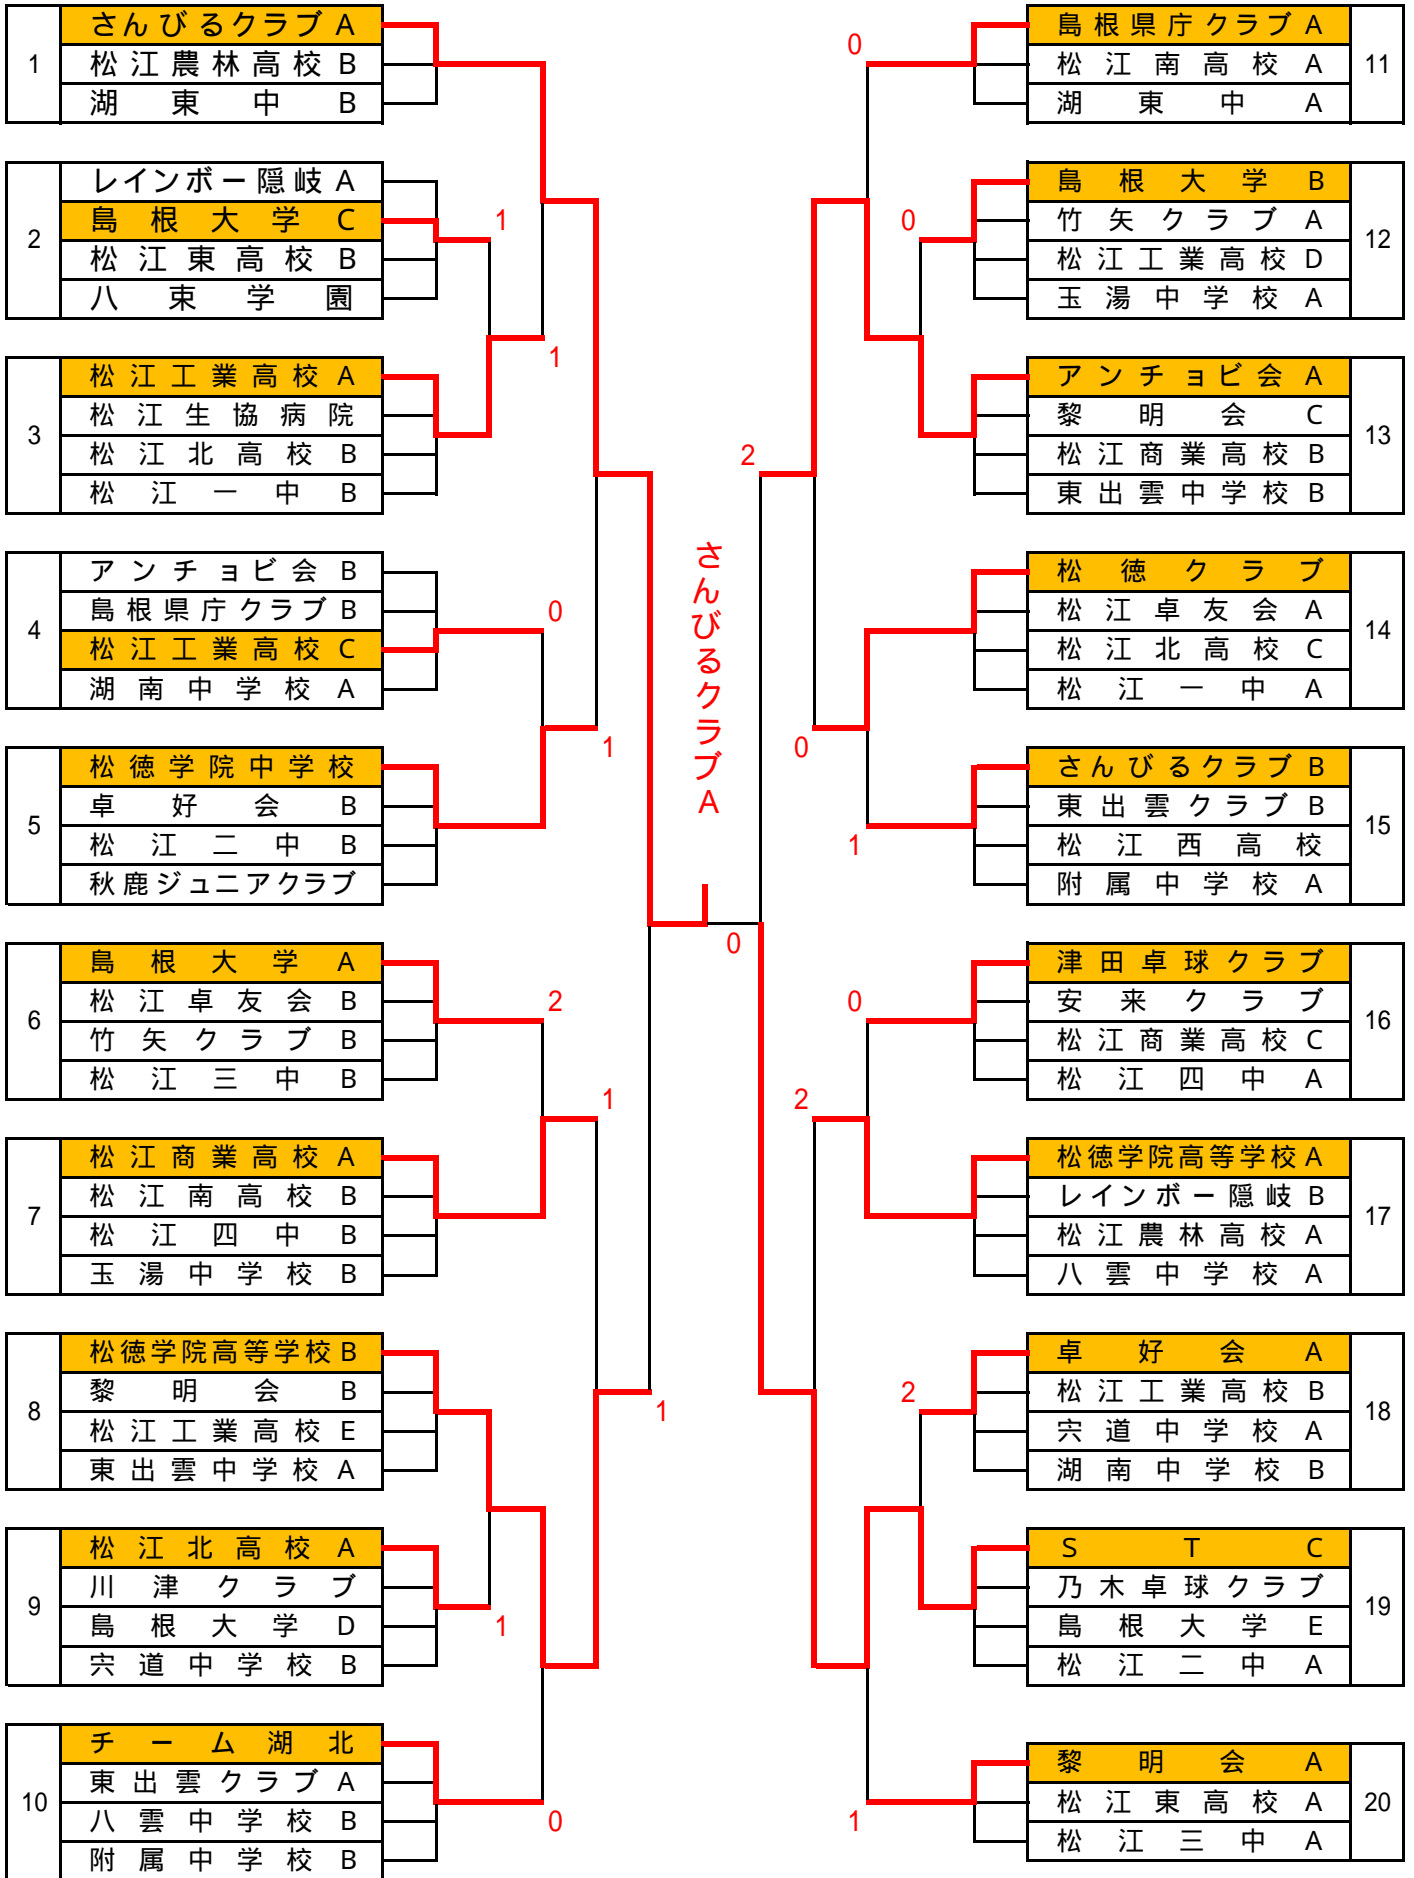 1
さんびるクラブ A
松江農林高校 B
湖東中 B
2
レインボー隠岐 A
島根大学 C
松江東高校 B
八束学園
1
3
松江工業高校 A
松江生協病院
松江北高校 B
松江一中 B
1
4
アンチョビ会 B
島根県庁クラブ B
松江工業高校 C
湖南中学校 A
0
5
松徳学院中学校
卓好会 B
松江二中 B
秋鹿ジュニアクラブ
1
6
島根大学 A
松江卓友会 B
竹矢クラブ B
松江三中 B
2
7
松江商業高校 A
松江南高校 B
松江四中 B
玉湯中学校 B
1
8
松徳学院高等学校 B
黎明会 B
松江工業高校 E
東出雲中学校 A
1
9
松江北高校 A
川津クラブ
島根大学 D
宍道中学校 B
1
10
チーム湖北
東出雲クラブ A
八雲中学校 B
附属中学校 B
0
さんびるクラブA
0
0
島根県庁クラブ A
松江南高校 A
湖東中 A
11
0
島根大学 B
竹矢クラブ A
松江工業高校 D
玉湯中学校 A
12
2
アンチョビ会 A
黎明会 C
松江商業高校 B
東出雲中学校 B
13
松徳クラブ
松江卓友会 A
松江北高校 C
松江一中 A
14
0
さんびるクラブ B
東出雲クラブ B
松江西高校
附属中学校 A
15
1
0
津田卓球クラブ
安来クラブ
松江商業高校 C
松江四中 A
16
2
松徳学院高等学校 A
レインボー隠岐 B
松江農林高校 A
八雲中学校 A
17
2
卓好会 A
松江工業高校 B
宍道中学校 A
湖南中学校 B
18
STC
乃木卓球クラブ
島根大学 E
松江二中 A
19
1
黎明会 A
松江東高校 A
松江三中 A
20